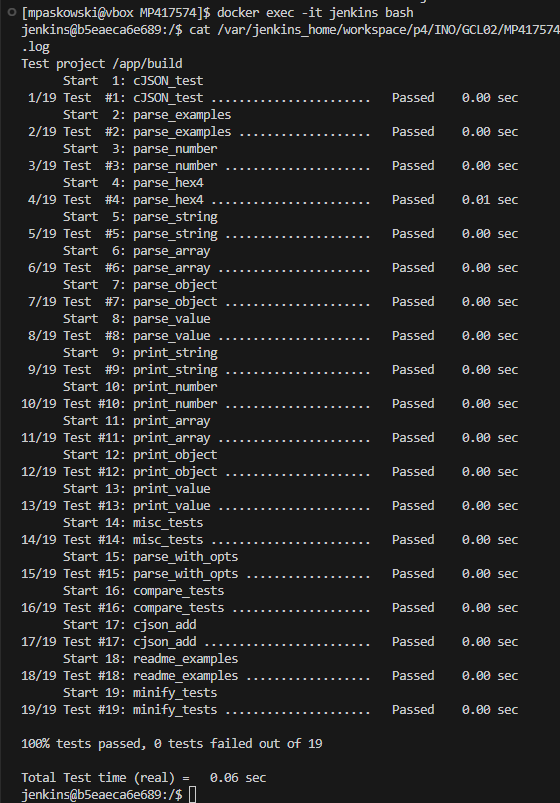 [mpaskowski@vbox MP417574]$ docker exec -it jenkins bash
jenkins@b5eaeca6e689:/$ cat /var/jenkins_home/workspace/p4/INO/GCL02/MP417574
.log
Test project /app/build
      Start  1: cJSON_test
 1/19 Test  #1: cJSON_test .......................   Passed    0.00 sec
      Start  2: parse_examples
 2/19 Test  #2: parse_examples ...................   Passed    0.00 sec
      Start  3: parse_number
 3/19 Test  #3: parse_number .....................   Passed    0.00 sec
      Start  4: parse_hex4
 4/19 Test  #4: parse_hex4 .......................   Passed    0.01 sec
      Start  5: parse_string
 5/19 Test  #5: parse_string .....................   Passed    0.00 sec
      Start  6: parse_array
 6/19 Test  #6: parse_array ......................   Passed    0.00 sec
      Start  7: parse_object
 7/19 Test  #7: parse_object .....................   Passed    0.00 sec
      Start  8: parse_value
 8/19 Test  #8: parse_value ......................   Passed    0.00 sec
      Start  9: print_string
 9/19 Test  #9: print_string .....................   Passed    0.00 sec
      Start 10: print_number
10/19 Test #10: print_number .....................   Passed    0.00 sec
      Start 11: print_array
11/19 Test #11: print_array ......................   Passed    0.00 sec
      Start 12: print_object
12/19 Test #12: print_object .....................   Passed    0.00 sec
      Start 13: print_value
13/19 Test #13: print_value ......................   Passed    0.00 sec
      Start 14: misc_tests
14/19 Test #14: misc_tests .......................   Passed    0.00 sec
      Start 15: parse_with_opts
15/19 Test #15: parse_with_opts ..................   Passed    0.00 sec
      Start 16: compare_tests
16/19 Test #16: compare_tests ....................   Passed    0.00 sec
      Start 17: cjson_add
17/19 Test #17: cjson_add ........................   Passed    0.00 sec
      Start 18: readme_examples
18/19 Test #18: readme_examples ..................   Passed    0.00 sec
      Start 19: minify_tests
19/19 Test #19: minify_tests .....................   Passed    0.00 sec

100% tests passed, 0 tests failed out of 19

Total Test time (real) =   0.06 sec
jenkins@b5eaeca6e689:/$